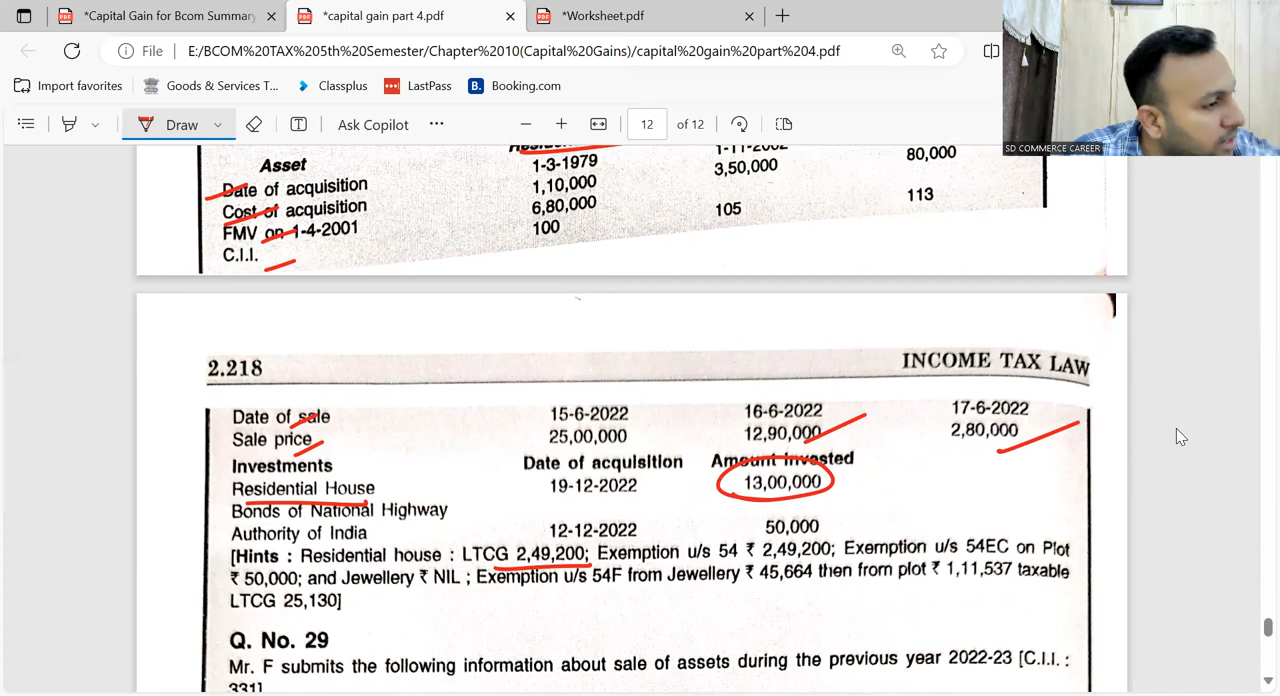 *Capital Gain for Bcom Summary
*capital gain part 4.pdf
*Worksheet.pdf
File
E:/BCOM%20TAX%205th%20Semester/Chapter%2010(Capital%20Gains)/capital%20gain%20part%204.pdf
Import favorites
Goods & Services T...
Classplus
LastPass
Booking.com
Draw
Ask Copilot
12 of 12
SD COMMERCE CAREER
Asset
1-11-2002
Date of acquisition 1-3-1979 3,50,000 80,000
Cost of acquisition 1,10,000
FMV on 1-4-2001 6,80,000
C.I.I. 100 105 113
2.218 INCOME TAX LAW
Date of sale 15-6-2022 16-6-2022 17-6-2022
Sale price 25,00,000 12,90,000 2,80,000
Investments Date of acquisition Amount invested
Residential House 19-12-2022 13,00,000
Bonds of National Highway
Authority of India 12-12-2022 50,000
[Hints : Residential house : LTCG 2,49,200; Exemption u/s 54 ₹ 2,49,200; Exemption u/s 54EC on Plot
₹ 50,000; and Jewellery ₹ NIL ; Exemption u/s 54F from Jewellery ₹ 45,664 then from plot ₹ 1,11,537 taxable
LTCG 25,130]
Q. No. 29
Mr. F submits the following information about sale of assets during the previous year 2022-23 [C.I.I. :
331]